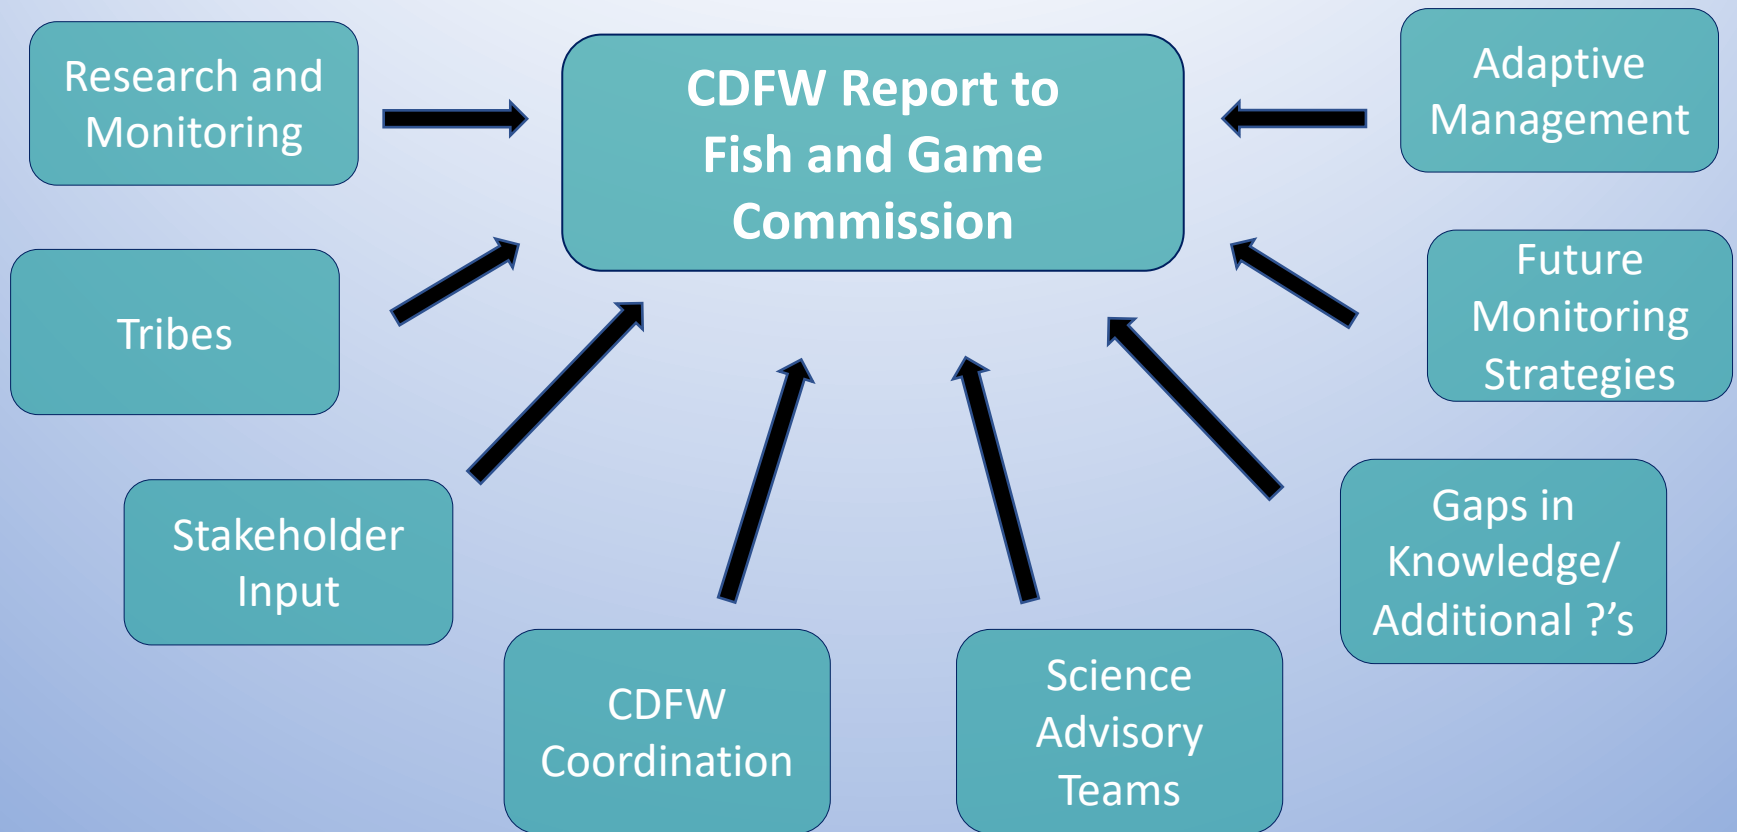 Research and
Monitoring
CDFW Report to
Fish and Game
Commission
Adaptive
Management
Tribes
Future
Monitoring
Strategies
Stakeholder
Input
Gaps in
Knowledge/
Additional ?’s
CDFW
Coordination
Science
Advisory
Teams